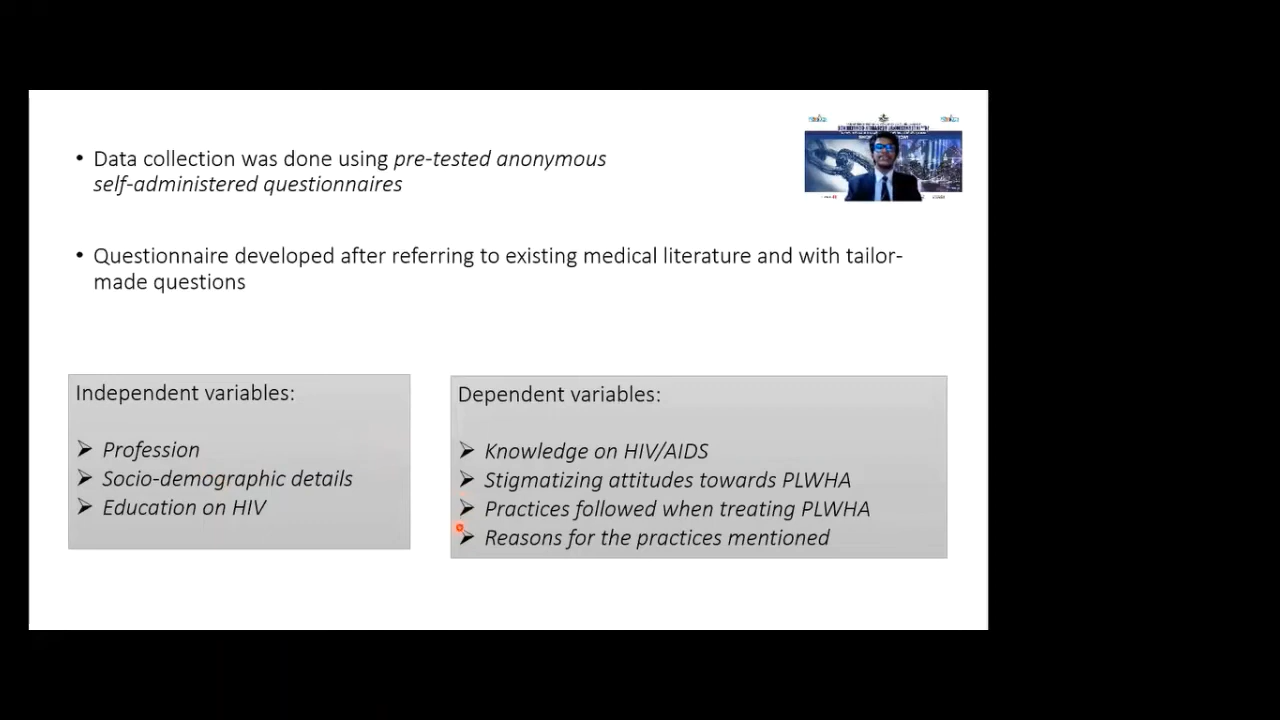 • Data collection was done using pre-tested anonymous
self-administered questionnaires
• Questionnaire developed after referring to existing medical literature and with tailor-
made questions
Independent variables:
➢ Profession
➢ Socio-demographic details
➢ Education on HIV
Dependent variables:
➢ Knowledge on HIV/AIDS
➢ Stigmatizing attitudes towards PLWHA
➢ Practices followed when treating PLWHA
➢ Reasons for the practices mentioned